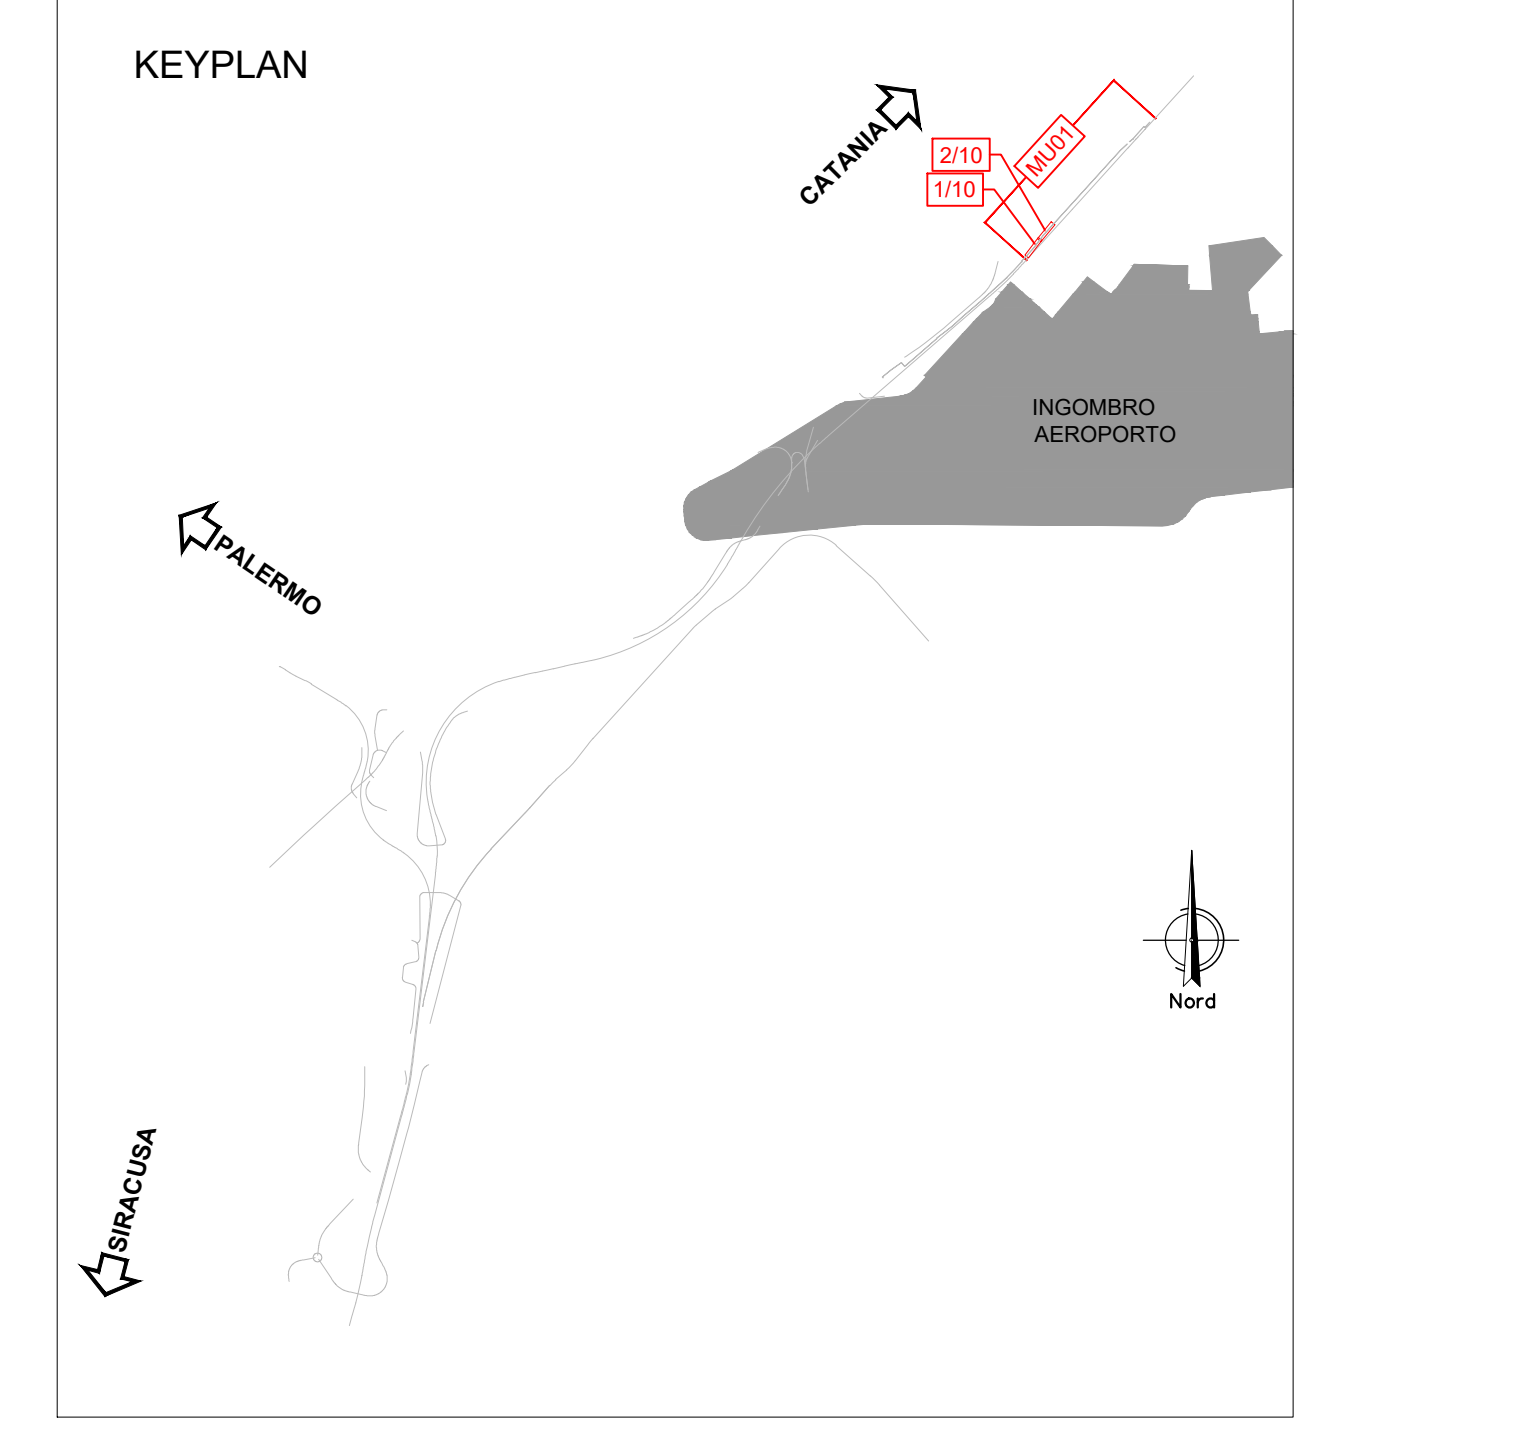 KEYPLAN
CATANIA
MU01
2/10
1/10
INGOMBRO
AEROPORTO
PALERMO
Nord
SIRACUSA